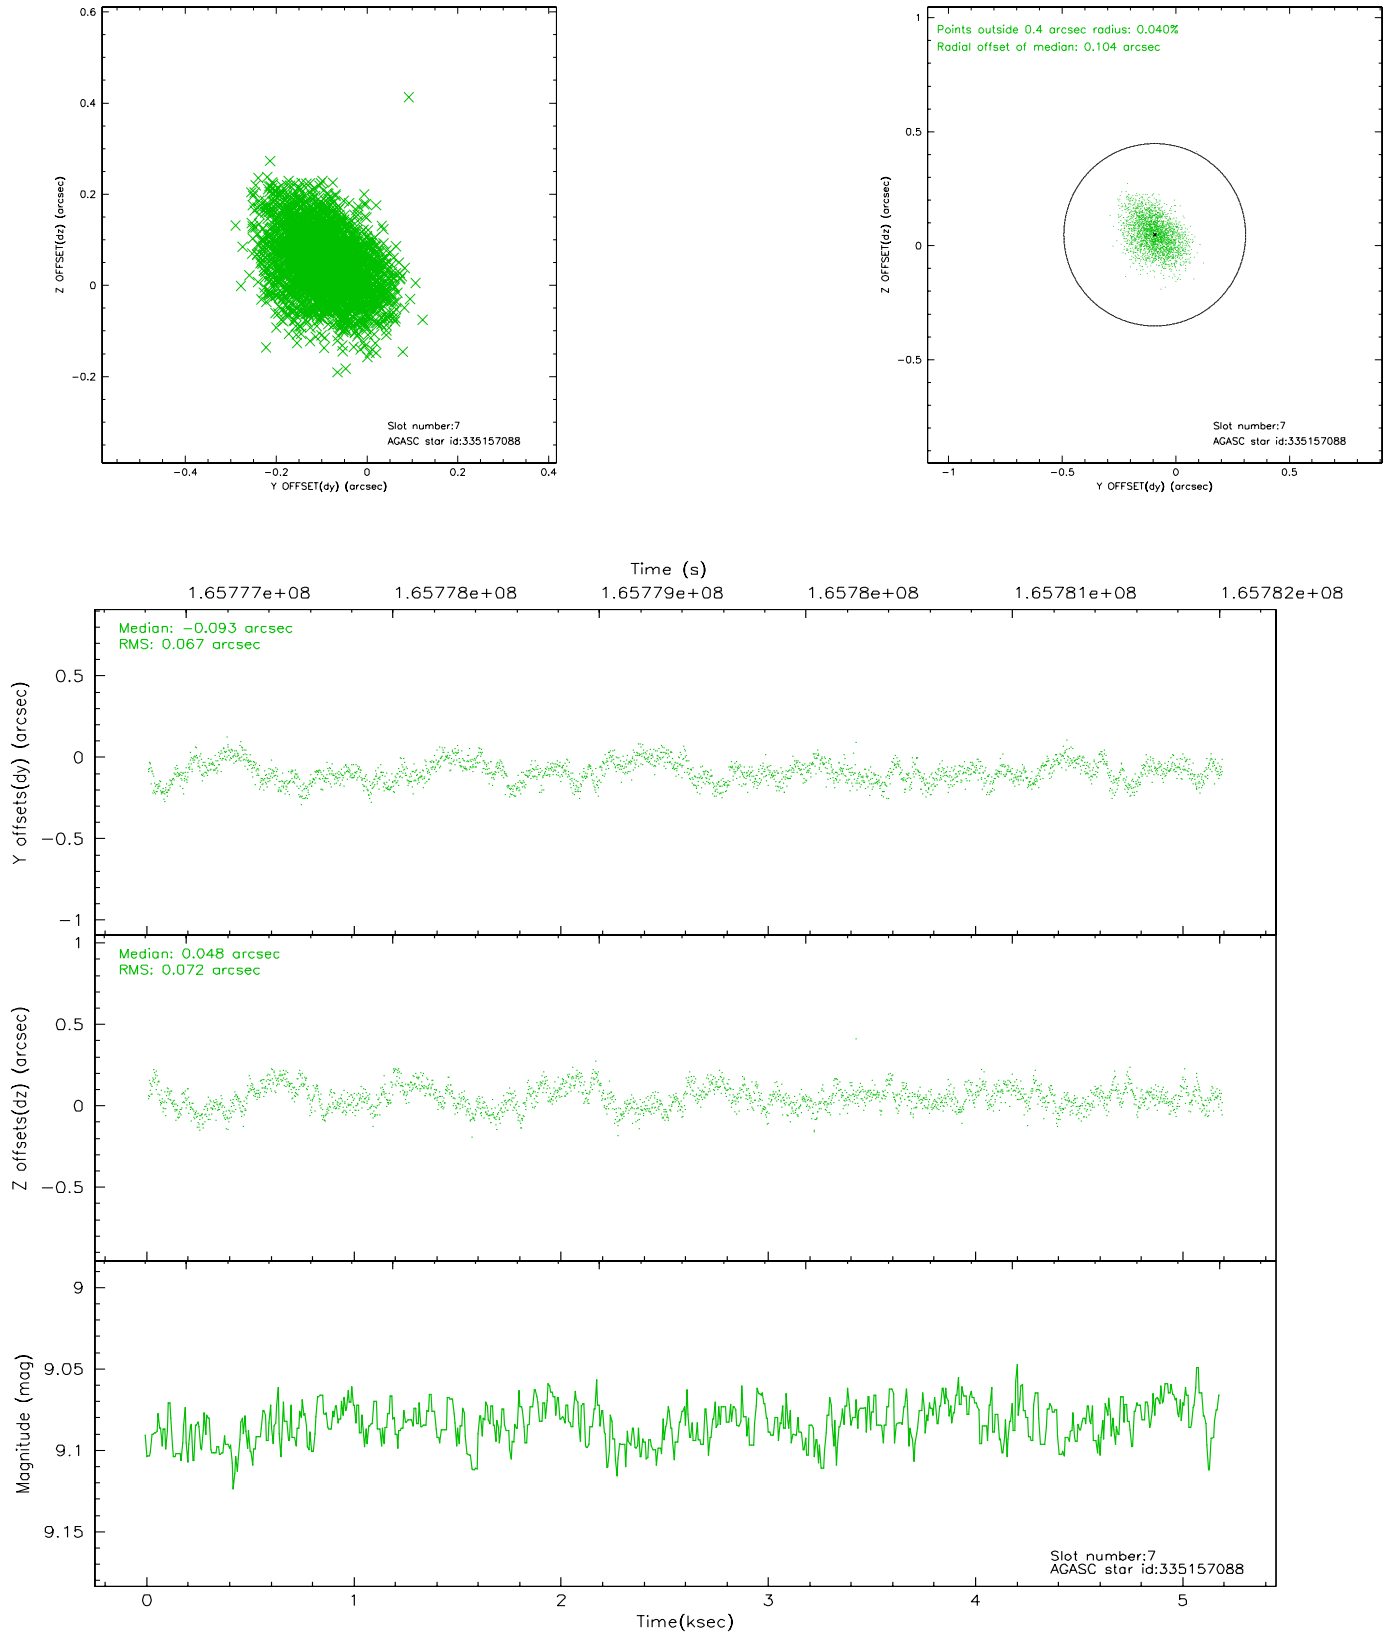 0.6
0.4
0.2
0
−0.2
Z OFFSET(dz) (arcsec)
Slot number:7
AGASC star id:335157088
−0.4 −0.2 0 0.2 0.4
Y OFFSET(dy) (arcsec)
Points outside 0.4 arcsec radius: 0.040%
Radial offset of median: 0.104 arcsec
1
0.5
0
−0.5
Z OFFSET(dz) (arcsec)
Slot number:7
AGASC star id:335157088
−1 −0.5 0 0.5
Y OFFSET(dy) (arcsec)
Time (s)
1.65777e+08 1.65778e+08 1.65779e+08 1.6578e+08 1.65781e+08 1.65782e+08
Median: −0.093 arcsec
RMS: 0.067 arcsec
0.5
0
−0.5
−1
Y offsets(dy) (arcsec)
Median: 0.048 arcsec
RMS: 0.072 arcsec
1
0.5
0
−0.5
Z offsets(dz) (arcsec)
9
9.05
9.1
9.15
Magnitude (mag)
Slot number:7
AGASC star id:335157088
0 1 2 3 4 5
Time(ksec)